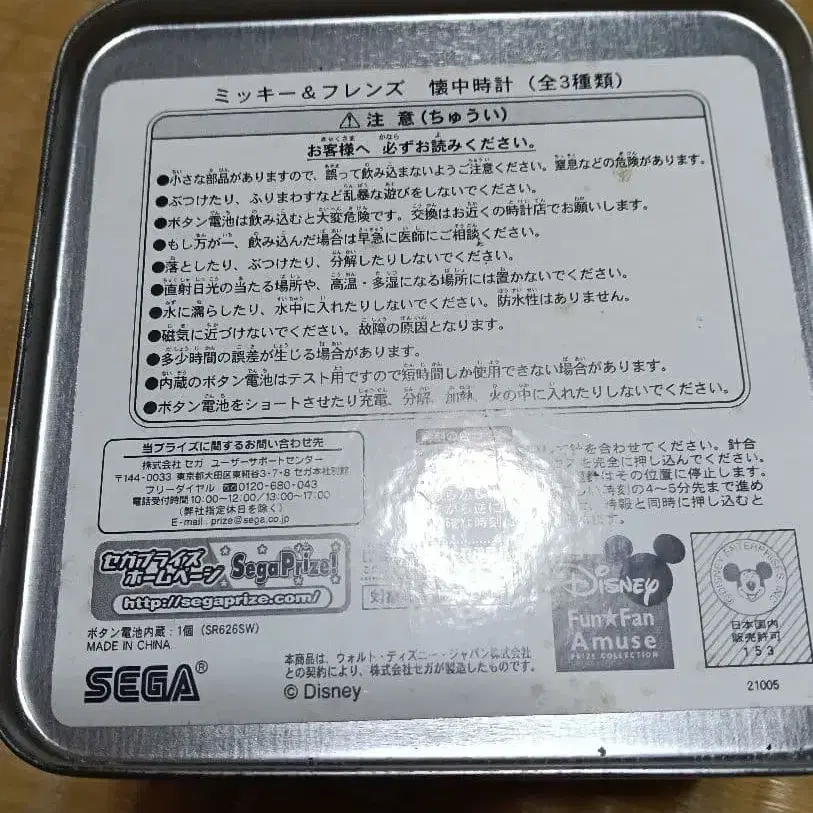 ミッキー＆フレンズ　懐中時計（全3種類）
⚠ 注 意（ちゅうい）
お客様へ 必ずお読みください。
●小さな部品がありますので、誤って飲み込まないようご注意ください。窒息などの危険があります。
●ぶつけたり、ふりまわすなど乱暴な遊びをしないでください。
●ボタン電池は飲み込むと大変危険です。交換はお近くの時計店でお願いします。
●もし万が一、飲み込んだ場合は早急に医師にご相談ください。
●落としたり、ぶつけたり、分解したりしないでください。
●直射日光の当たる場所や、高温・多湿になる場所には置かないでください。
●水に濡らしたり、水中に入れたりしないでください。防水性はありません。
●磁気に近づけないでください。故障の原因となります。
●多少時間の誤差が生じる場合があります。
●内蔵のボタン電池はテスト用ですので短時間しか使用できない場合があります。
●ボタン電池をショートさせたり充電、分解、加熱、火の中に入れたりしないでください。
当プライズに関するお問い合わせ先
株式会社 セガ ユーザーサポートセンター
〒144-0033 東京都大田区東糀谷3-7-8 セガ本社別館
フリーダイヤル 0120-680-043
電話受付時間 10:00〜12:00／13:00〜17:00
（弊社指定休日を除く）
E-mail：prize@sega.co.jp
を合わせてください。針合
を完全に押し込んでください。
はその位置に停止します。
時刻の4〜5分先まで進め
時報と同時に押し込むと
す。
セガプライズ
ホームページ
SegaPrize!
http://segaprize.com/
ボタン電池内蔵：1個（SR626SW）
MADE IN CHINA
SEGA®
本商品は、ウォルト・ディズニー・ジャパン株式会社
との契約により、株式会社セガが製造したものです。
© Disney
Disney
Fun★Fan
Amuse
PRIZE COLLECTION
©DISNEY ENTERPRISES, INC.
日本国内
販売許可
153
21005